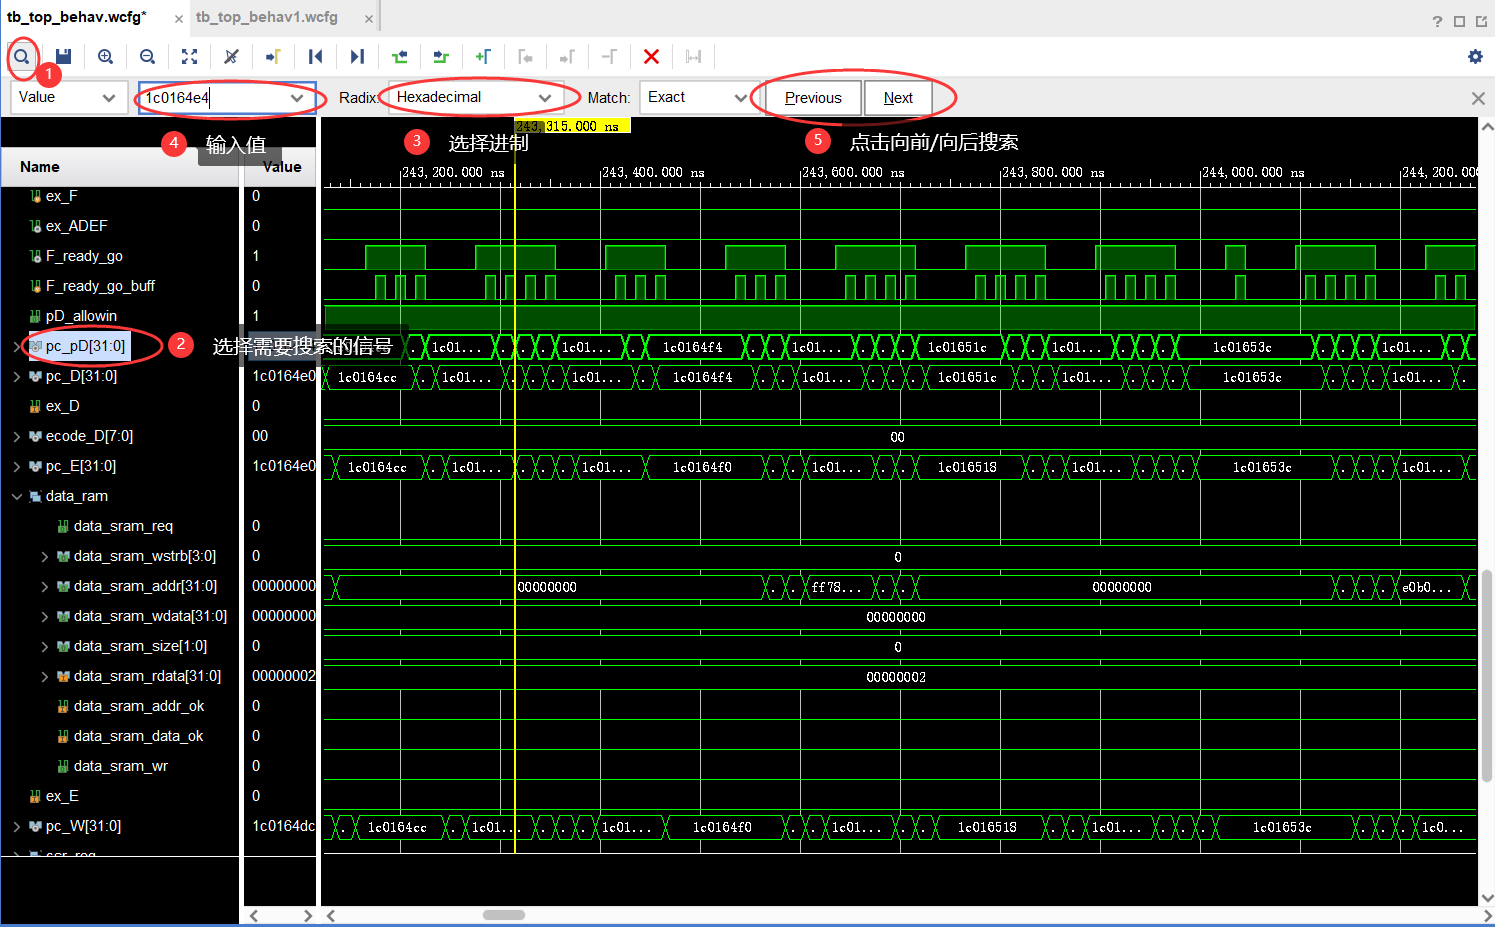 tb_top_behav.wcfg* × tb_top_behav1.wcfg ×
1
Value 1c0164e4 Radix: Hexadecimal Match: Exact Previous Next
243,315.000 ns
4 输入值 3 选择进制 5 点击向前/向后搜索
Name Value
243,200.000 ns 243,400.000 ns 243,600.000 ns 243,800.000 ns 244,000.000 ns
ex_F 0
ex_ADEF 0
F_ready_go 1
F_ready_go_buff 0
pD_allowin 1
pc_pD[31:0] 2 选择需要搜索的信号 1c01... 1c01... 1c0164f4 1c01... 1c01651c 1c01... 1c01653c 1c01...
pc_D[31:0] 1c0164e0 1c0164cc 1c01... 1c01... 1c0164f4 1c01... 1c01651c 1c01... 1c01653c 1c01...
ex_D 0
ecode_D[7:0] 00 00
pc_E[31:0] 1c0164e0 1c0164cc 1c01... 1c01... 1c0164f0 1c01... 1c016518 1c01... 1c01653c 1c01...
data_ram
data_sram_req 0
data_sram_wstrb[3:0] 0 0
data_sram_addr[31:0] 00000000 00000000 ff78... 00000000 e0b0...
data_sram_wdata[31:0] 00000000 00000000
data_sram_size[1:0] 0 0
data_sram_rdata[31:0] 00000002 00000002
data_sram_addr_ok 0
data_sram_data_ok 0
data_sram_wr 0
ex_E 0
pc_W[31:0] 1c0164dc 1c0164cc 1c01... 1c01... 1c0164f0 1c01... 1c016518 1c01... 1c01653c 1c0...